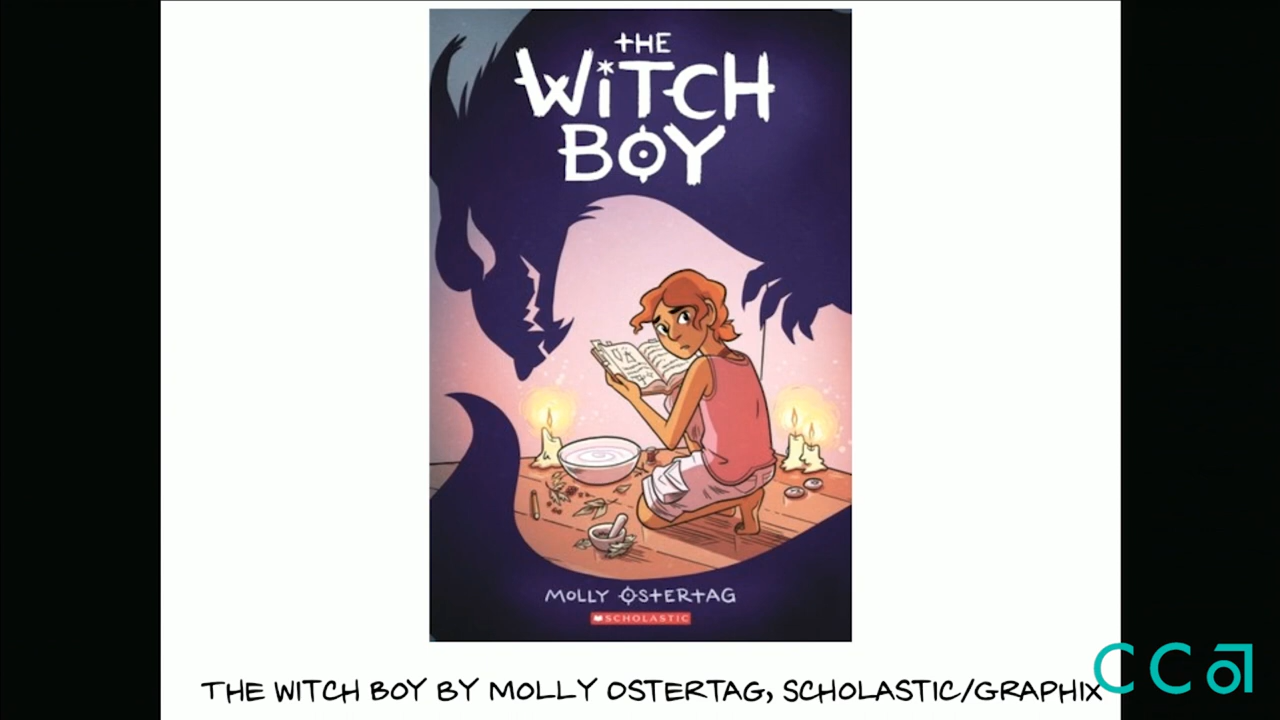 THE
WiTCH
BOY
MOLLY OSTERTAG
SCHOLASTIC
THE WITCH BOY BY MOLLY OSTERTAG, SCHOLASTIC/GRAPHIX
CCA